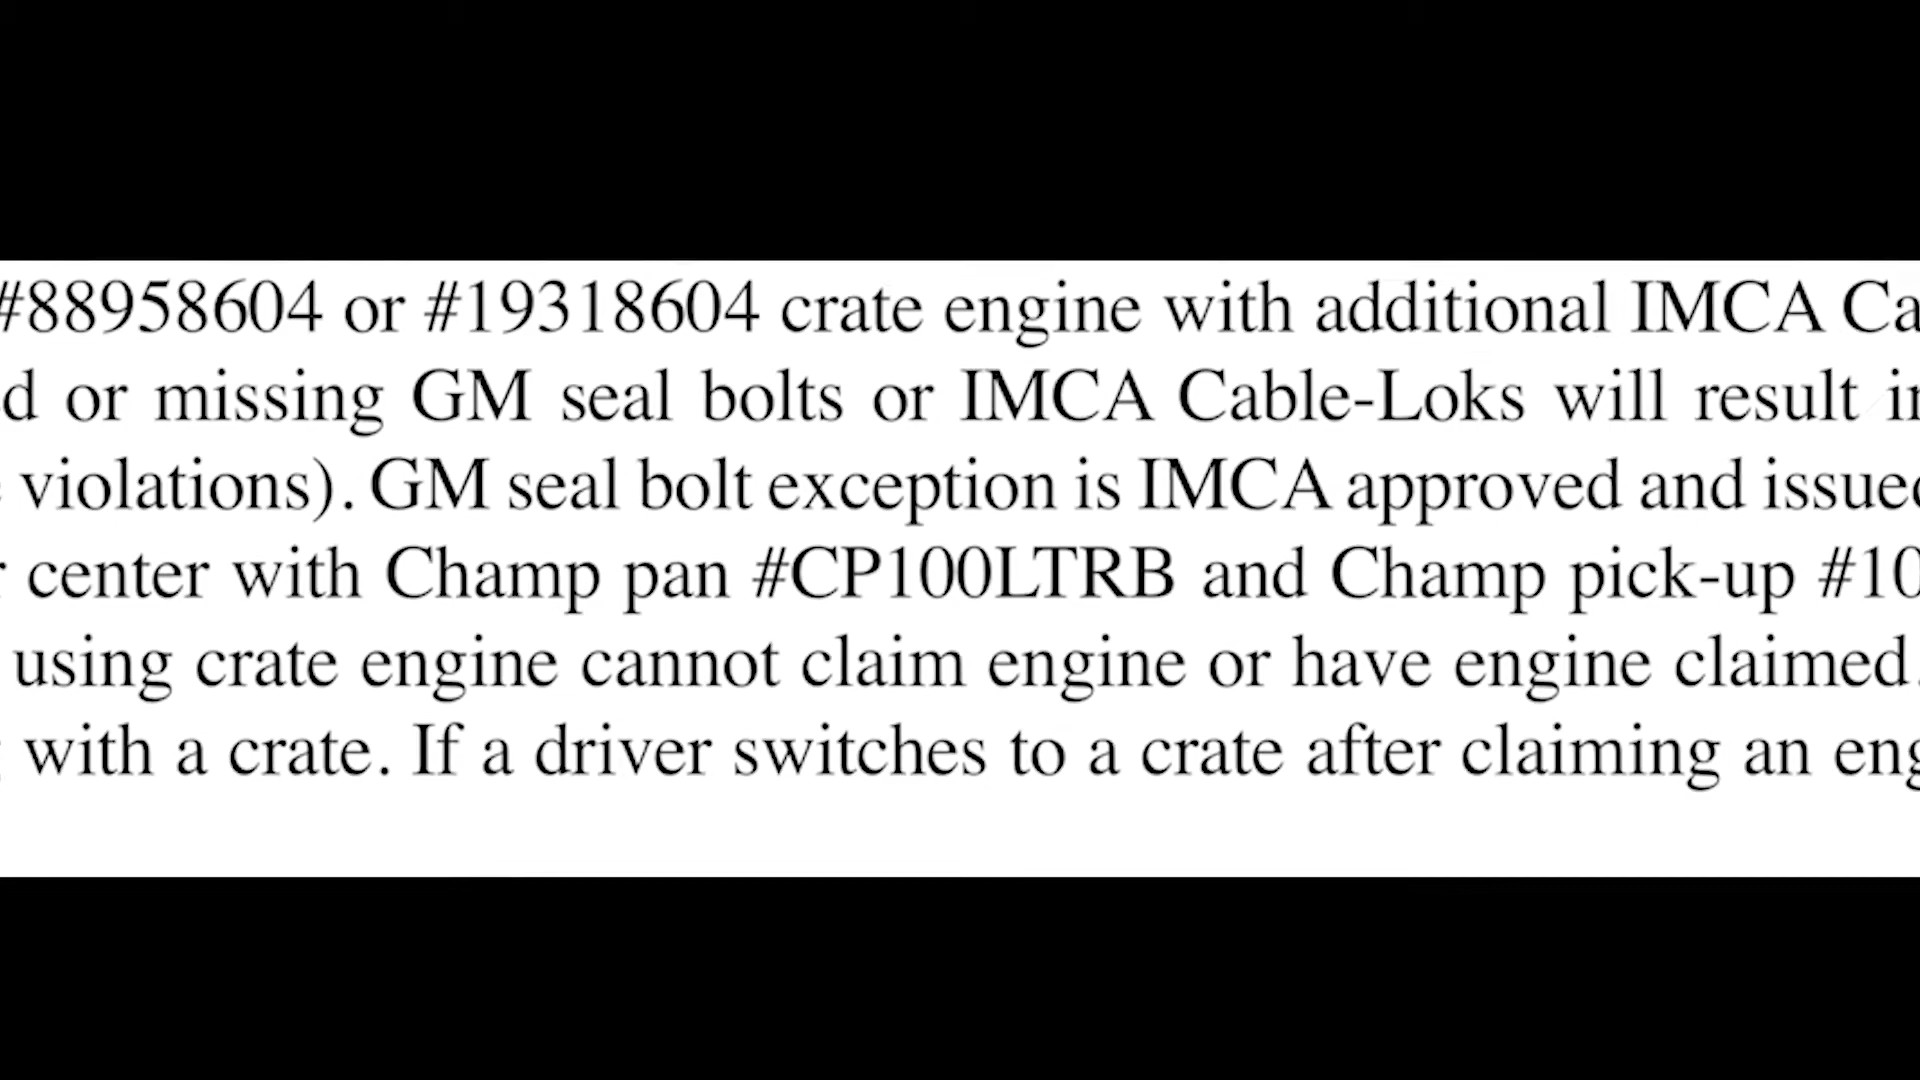 #88958604 or #19318604 crate engine with additional IMCA Ca
d or missing GM seal bolts or IMCA Cable-Loks will result in
violations). GM seal bolt exception is IMCA approved and issued
center with Champ pan #CP100LTRB and Champ pick-up #10
using crate engine cannot claim engine or have engine claimed.
with a crate. If a driver switches to a crate after claiming an eng